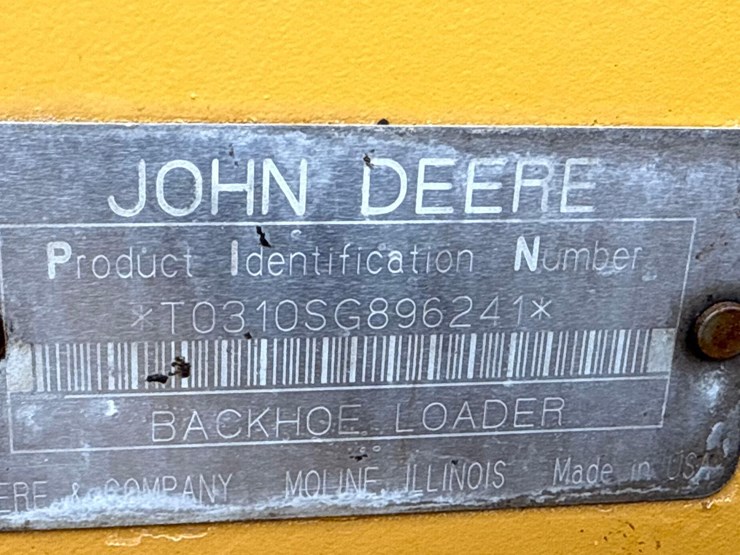 JOHN DEERE
Product Identification Number
*T0310SG896241*
BACKHOE LOADER
ERE & COMPANY MOLINE, ILLINOIS Made in USA